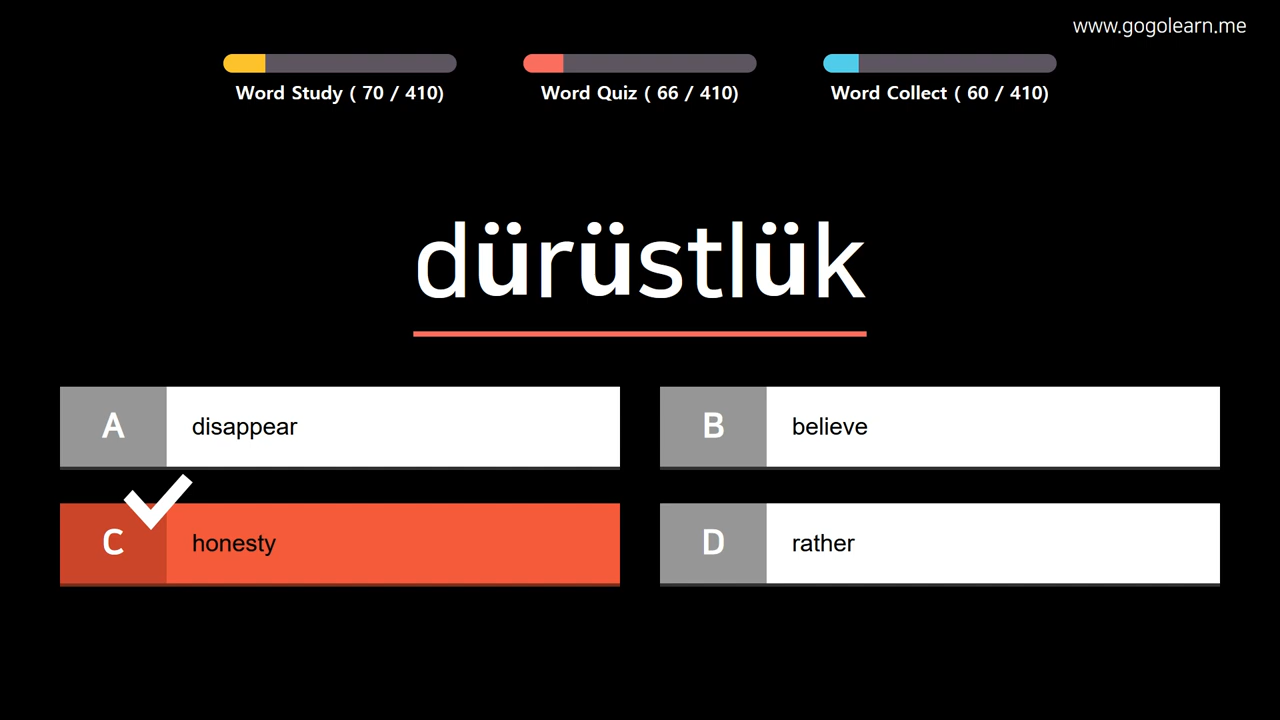 www.gogolearn.me
Word Study ( 70 / 410)
Word Quiz ( 66 / 410)
Word Collect ( 60 / 410)
dürüstlük
A disappear
B believe
C honesty
D rather